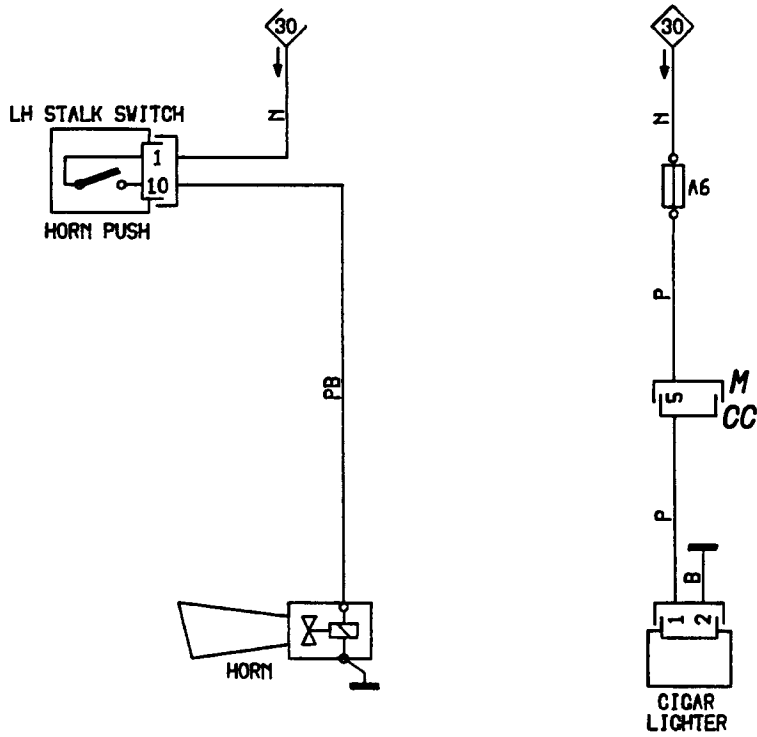 30
N
LH STALK SWITCH
1
10
HORN PUSH
PB
HORN
30
N
A6
P
5
M
CC
P
B
1
2
CIGAR
LIGHTER